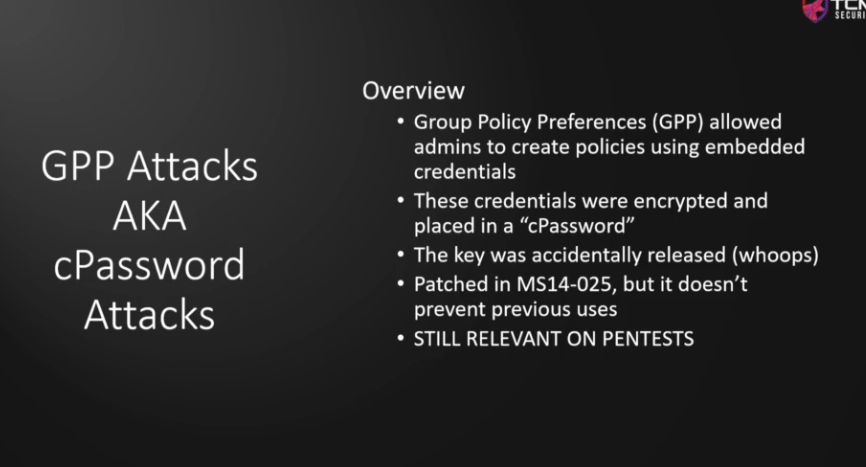 TCM
SECURI
GPP Attacks
AKA
cPassword
Attacks
Overview
• Group Policy Preferences (GPP) allowed
admins to create policies using embedded
credentials
• These credentials were encrypted and
placed in a “cPassword”
• The key was accidentally released (whoops)
• Patched in MS14-025, but it doesn’t
prevent previous uses
• STILL RELEVANT ON PENTESTS